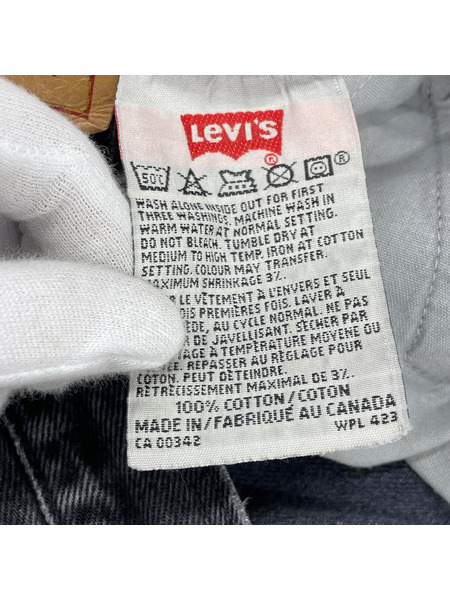 Levi's
®
50°C ®
WASH ALONE INSIDE OUT FOR FIRST
THREE WASHINGS. MACHINE WASH IN
WARM WATER AT NORMAL SETTING.
DO NOT BLEACH. TUMBLE DRY AT
MEDIUM TO HIGH TEMP. IRON AT COTTON
SETTING. COLOUR MAY TRANSFER.
MAXIMUM SHRINKAGE 3%.
LE VÊTEMENT À L'ENVERS ET SEUL
PREMIÈRES FOIS. LAVER À
AU CYCLE NORMAL. NE PAS
DE JAVELLISANT. SÉCHER PAR
À TEMPÉRATURE MOYENNE OU
REPASSER AU RÉGLAGE POUR
COTON. PEUT DÉTEINDRE.
RÉTRÉCISSEMENT MAXIMAL DE 3%.
100% COTTON/COTON
MADE IN/FABRIQUÉ AU CANADA
CA 00342 WPL 423